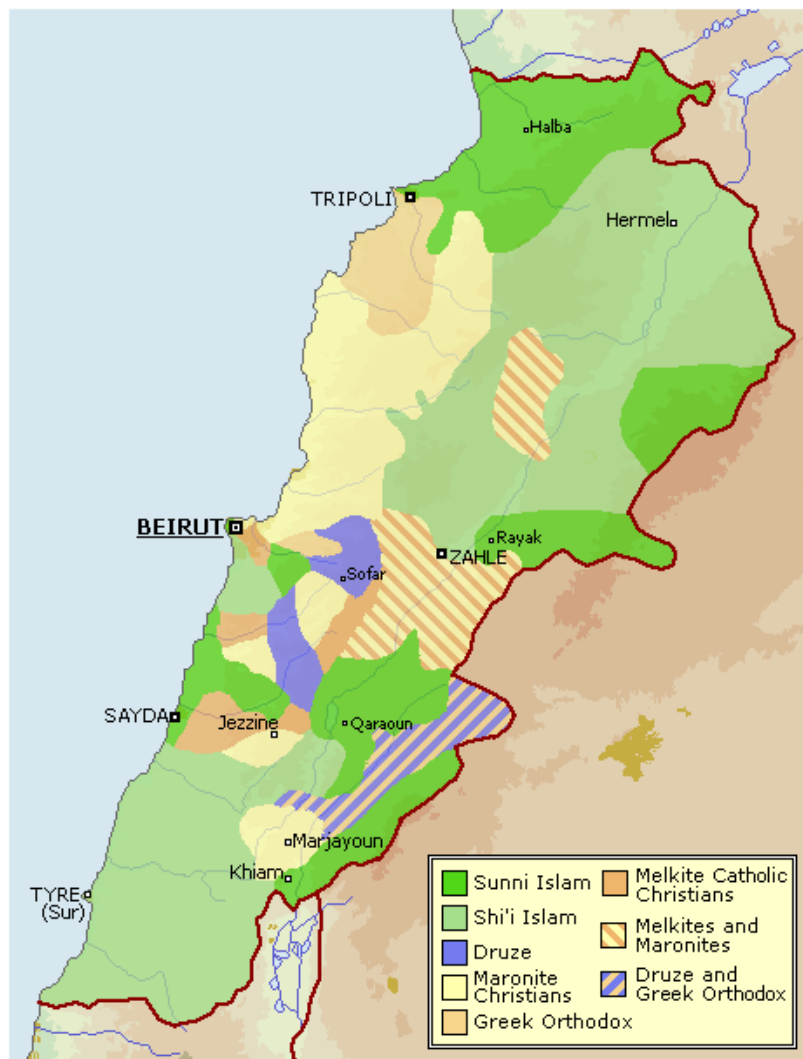 Halba
TRIPOLI
Hermel
BEIRUT
Rayak
ZAHLE
Sofar
SAYDA
Jezzine
Qaraoun
Marjayoun
Khiam
TYRE
(Sur)
Sunni Islam
Shi'i Islam
Druze
Maronite
Christians
Greek Orthodox
Melkite Catholic
Christians
Melkites and
Maronites
Druze and
Greek Orthodox